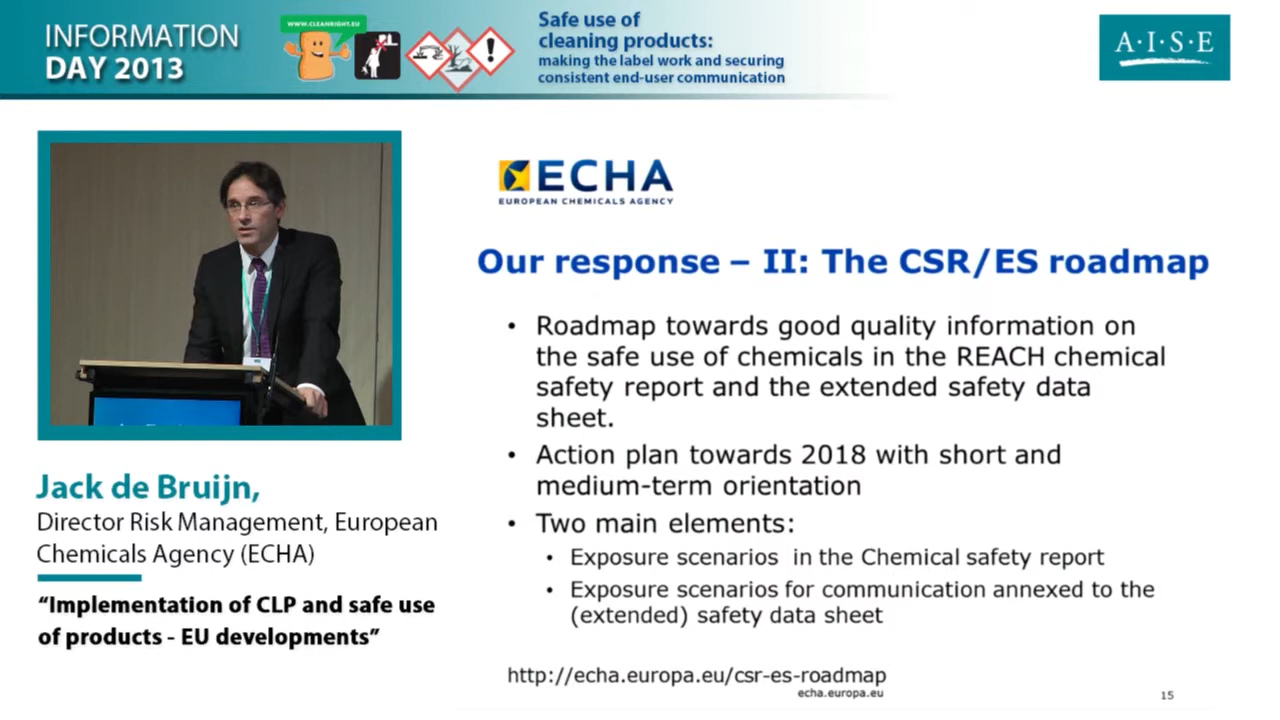 INFORMATION
DAY 2013
WWW.CLEANRIGHT.EU
Safe use of
cleaning products:
making the label work and securing
consistent end-user communication
A·I·S·E
ECHA
EUROPEAN CHEMICALS AGENCY
Our response – II: The CSR/ES roadmap
• Roadmap towards good quality information on
the safe use of chemicals in the REACH chemical
safety report and the extended safety data
sheet.
• Action plan towards 2018 with short and
medium-term orientation
• Two main elements:
• Exposure scenarios in the Chemical safety report
• Exposure scenarios for communication annexed to the
(extended) safety data sheet
http://echa.europa.eu/csr-es-roadmap
echa.europa.eu
15
Jack de Bruijn,
Director Risk Management, European
Chemicals Agency (ECHA)
“Implementation of CLP and safe use
of products - EU developments”